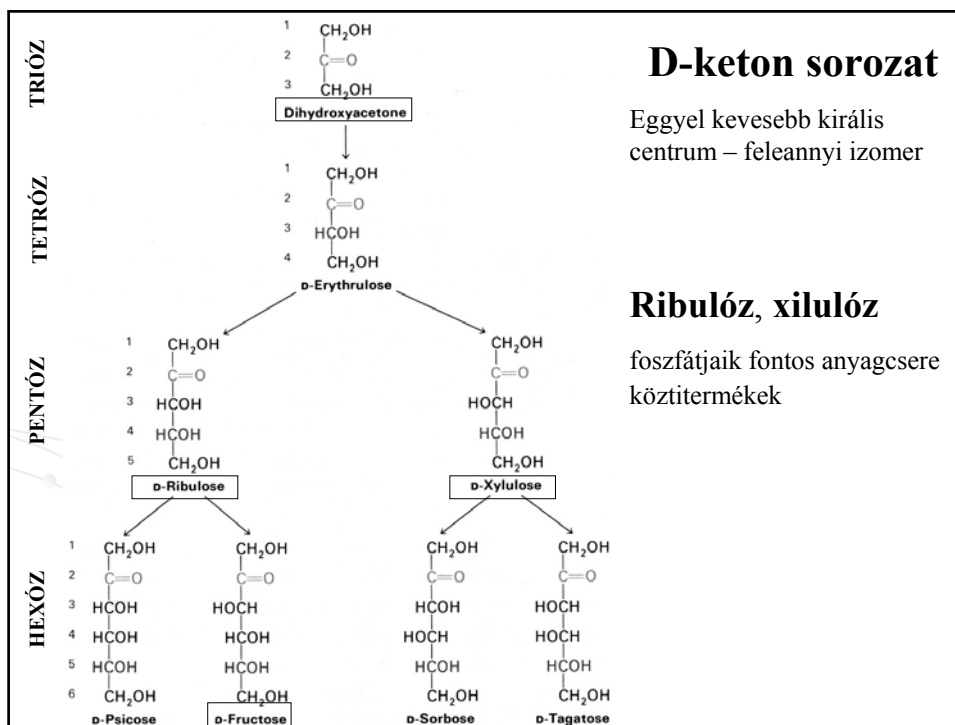 TRIÓZ
TETRÓZ
PENTÓZ
HEXÓZ
D-keton sorozat
Eggyel kevesebb királis
centrum – feleannyi izomer
Ribulóz, xilulóz
foszfátjaik fontos anyagcsere
köztitermékek
1 CH₂OH
2 C=O
3 CH₂OH
Dihydroxyacetone
1 CH₂OH
2 C=O
3 HCOH
4 CH₂OH
D-Erythrulose
1 CH₂OH CH₂OH
2 C=O C=O
3 HCOH HOCH
4 HCOH HCOH
5 CH₂OH CH₂OH
D-Ribulose D-Xylulose
1 CH₂OH CH₂OH CH₂OH CH₂OH
2 C=O C=O C=O C=O
3 HCOH HOCH HCOH HOCH
4 HCOH HCOH HOCH HOCH
5 HCOH HCOH HCOH HCOH
6 CH₂OH CH₂OH CH₂OH CH₂OH
D-Psicose D-Fructose D-Sorbose D-Tagatose